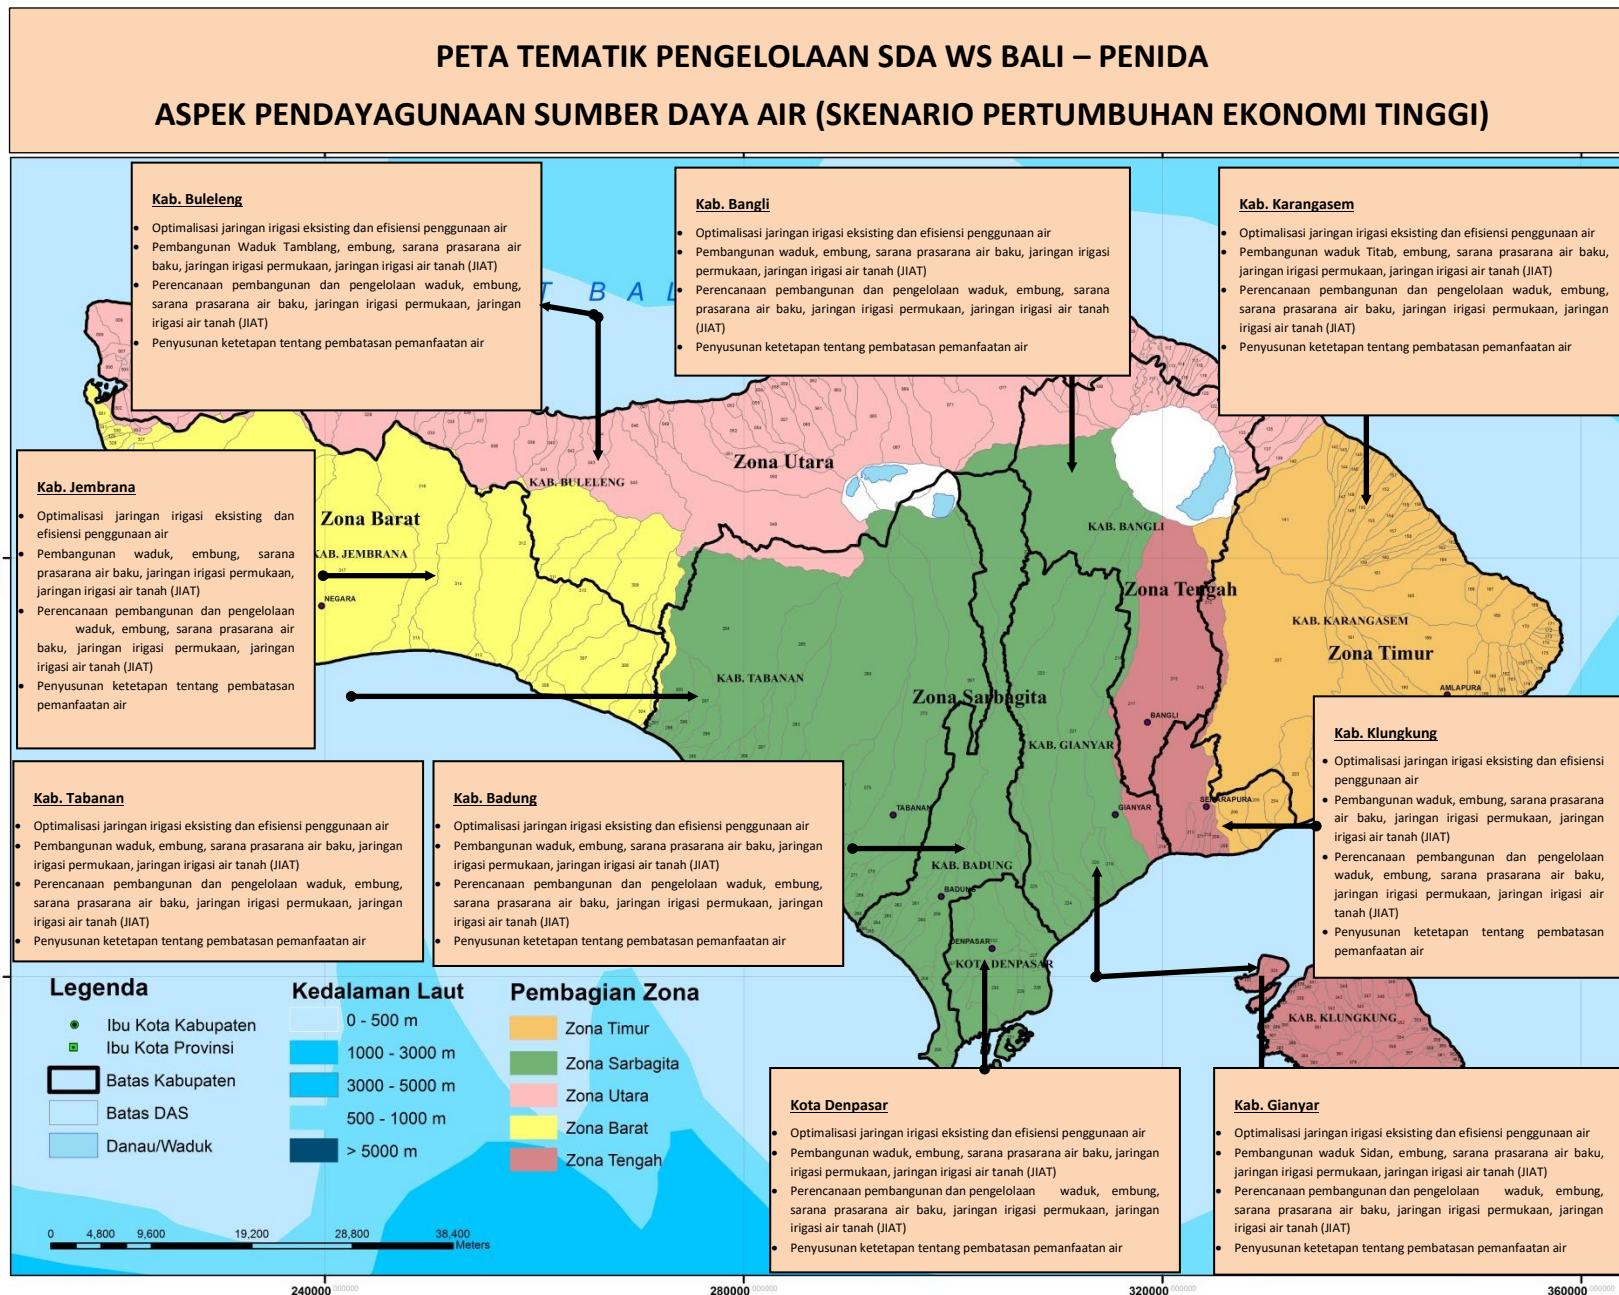 PETA TEMATIK PENGELOLAAN SDA WS BALI – PENIDA
ASPEK PENDAYAGUNAAN SUMBER DAYA AIR (SKENARIO PERTUMBUHAN EKONOMI TINGGI)
Kab. Buleleng
• Optimalisasi jaringan irigasi eksisting dan efisiensi penggunaan air
• Pembangunan Waduk Tamblang, embung, sarana prasarana air
baku, jaringan irigasi permukaan, jaringan irigasi air tanah (JIAT)
• Perencanaan pembangunan dan pengelolaan waduk, embung,
sarana prasarana air baku, jaringan irigasi permukaan, jaringan
irigasi air tanah (JIAT)
• Penyusunan ketetapan tentang pembatasan pemanfaatan air
Kab. Bangli
• Optimalisasi jaringan irigasi eksisting dan efisiensi penggunaan air
• Pembangunan waduk, embung, sarana prasarana air baku, jaringan irigasi
permukaan, jaringan irigasi air tanah (JIAT)
• Perencanaan pembangunan dan pengelolaan waduk, embung, sarana
prasarana air baku, jaringan irigasi permukaan, jaringan irigasi air tanah
(JIAT)
• Penyusunan ketetapan tentang pembatasan pemanfaatan air
Kab. Karangasem
• Optimalisasi jaringan irigasi eksisting dan efisiensi penggunaan air
• Pembangunan waduk Titab, embung, sarana prasarana air baku,
jaringan irigasi permukaan, jaringan irigasi air tanah (JIAT)
• Perencanaan pembangunan dan pengelolaan waduk, embung,
sarana prasarana air baku, jaringan irigasi permukaan, jaringan
irigasi air tanah (JIAT)
• Penyusunan ketetapan tentang pembatasan pemanfaatan air
T B A L
Kab. Jembrana
• Optimalisasi jaringan irigasi eksisting dan
efisiensi penggunaan air
• Pembangunan waduk, embung, sarana
prasarana air baku, jaringan irigasi permukaan,
jaringan irigasi air tanah (JIAT)
• Perencanaan pembangunan dan pengelolaan
waduk, embung, sarana prasarana air
baku, jaringan irigasi permukaan, jaringan
irigasi air tanah (JIAT)
• Penyusunan ketetapan tentang pembatasan
pemanfaatan air
Zona Utara
KAB. BULELENG
Zona Barat
KAB. JEMBRANA
NEGARA
KAB. BANGLI
Zona Tengah
KAB. KARANGASEM
Zona Timur
AMLAPURA
KAB. TABANAN
Zona Sarbagita
BANGLI
KAB. GIANYAR
TABANAN
GIANYAR
SEMARAPURA
KAB. BADUNG
BADUNG
DENPASAR
KOTA DENPASAR
KAB. KLUNGKUNG
Kab. Klungkung
• Optimalisasi jaringan irigasi eksisting dan efisiensi
penggunaan air
• Pembangunan waduk, embung, sarana prasarana
air baku, jaringan irigasi permukaan, jaringan
irigasi air tanah (JIAT)
• Perencanaan pembangunan dan pengelolaan
waduk, embung, sarana prasarana air baku,
jaringan irigasi permukaan, jaringan irigasi air
tanah (JIAT)
• Penyusunan ketetapan tentang pembatasan
pemanfaatan air
Kab. Tabanan
• Optimalisasi jaringan irigasi eksisting dan efisiensi penggunaan air
• Pembangunan waduk, embung, sarana prasarana air baku, jaringan
irigasi permukaan, jaringan irigasi air tanah (JIAT)
• Perencanaan pembangunan dan pengelolaan waduk, embung,
sarana prasarana air baku, jaringan irigasi permukaan, jaringan
irigasi air tanah (JIAT)
• Penyusunan ketetapan tentang pembatasan pemanfaatan air
Kab. Badung
• Optimalisasi jaringan irigasi eksisting dan efisiensi penggunaan air
• Pembangunan waduk, embung, sarana prasarana air baku, jaringan
irigasi permukaan, jaringan irigasi air tanah (JIAT)
• Perencanaan pembangunan dan pengelolaan waduk, embung,
sarana prasarana air baku, jaringan irigasi permukaan, jaringan
irigasi air tanah (JIAT)
• Penyusunan ketetapan tentang pembatasan pemanfaatan air
Legenda
Ibu Kota Kabupaten
Ibu Kota Provinsi
Batas Kabupaten
Batas DAS
Danau/Waduk
Kedalaman Laut
0 - 500 m
1000 - 3000 m
3000 - 5000 m
500 - 1000 m
> 5000 m
Pembagian Zona
Zona Timur
Zona Sarbagita
Zona Utara
Zona Barat
Zona Tengah
Kota Denpasar
• Optimalisasi jaringan irigasi eksisting dan efisiensi penggunaan air
• Pembangunan waduk, embung, sarana prasarana air baku, jaringan
irigasi permukaan, jaringan irigasi air tanah (JIAT)
• Perencanaan pembangunan dan pengelolaan waduk, embung,
sarana prasarana air baku, jaringan irigasi permukaan, jaringan
irigasi air tanah (JIAT)
• Penyusunan ketetapan tentang pembatasan pemanfaatan air
Kab. Gianyar
• Optimalisasi jaringan irigasi eksisting dan efisiensi penggunaan air
• Pembangunan waduk Sidan, embung, sarana prasarana air baku,
jaringan irigasi permukaan, jaringan irigasi air tanah (JIAT)
• Perencanaan pembangunan dan pengelolaan waduk, embung,
sarana prasarana air baku, jaringan irigasi permukaan, jaringan
irigasi air tanah (JIAT)
• Penyusunan ketetapan tentang pembatasan pemanfaatan air
0 4,800 9,600 19,200 28,800 38,400
Meters
240000.000000 280000.000000 320000.000000 360000.000000